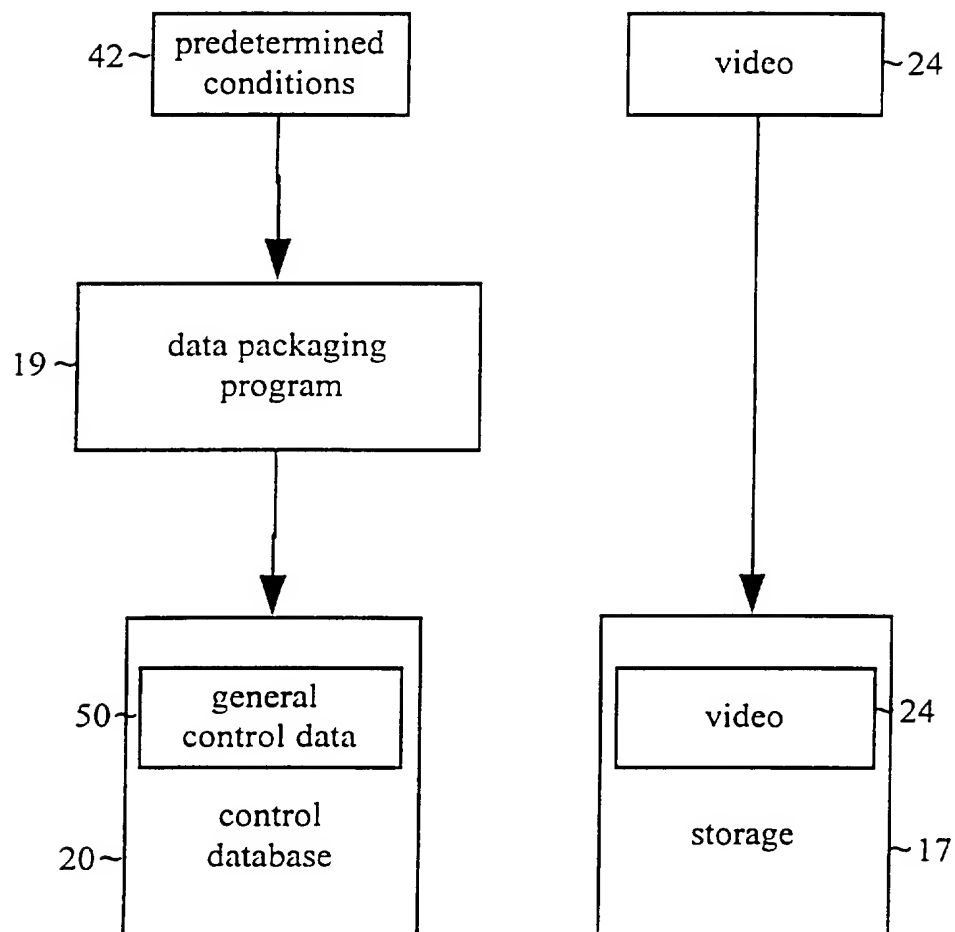 42
predetermined
conditions
video
24
19
data packaging
program
50
general
control data
video
24
control
database
20
storage
17